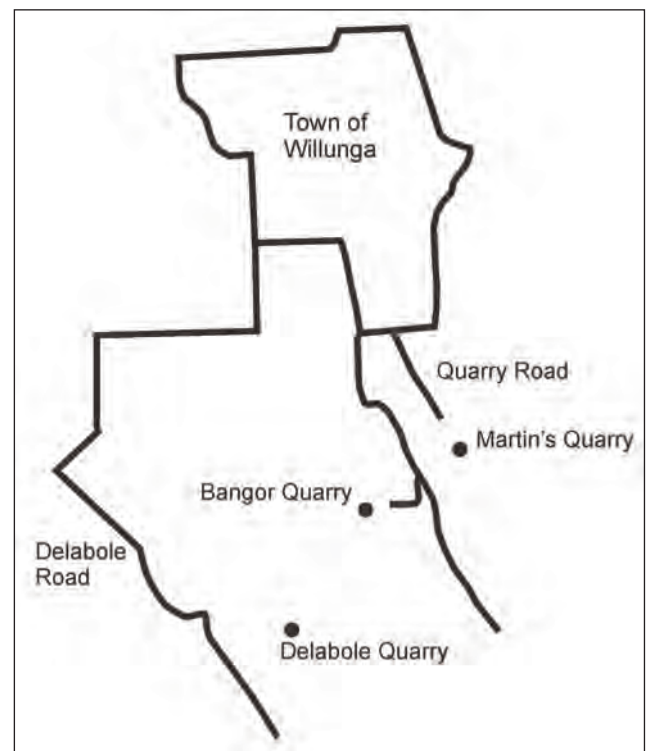 Town of
Willunga
Quarry Road
Martin's Quarry
Bangor Quarry
Delabole
Road
Delabole Quarry